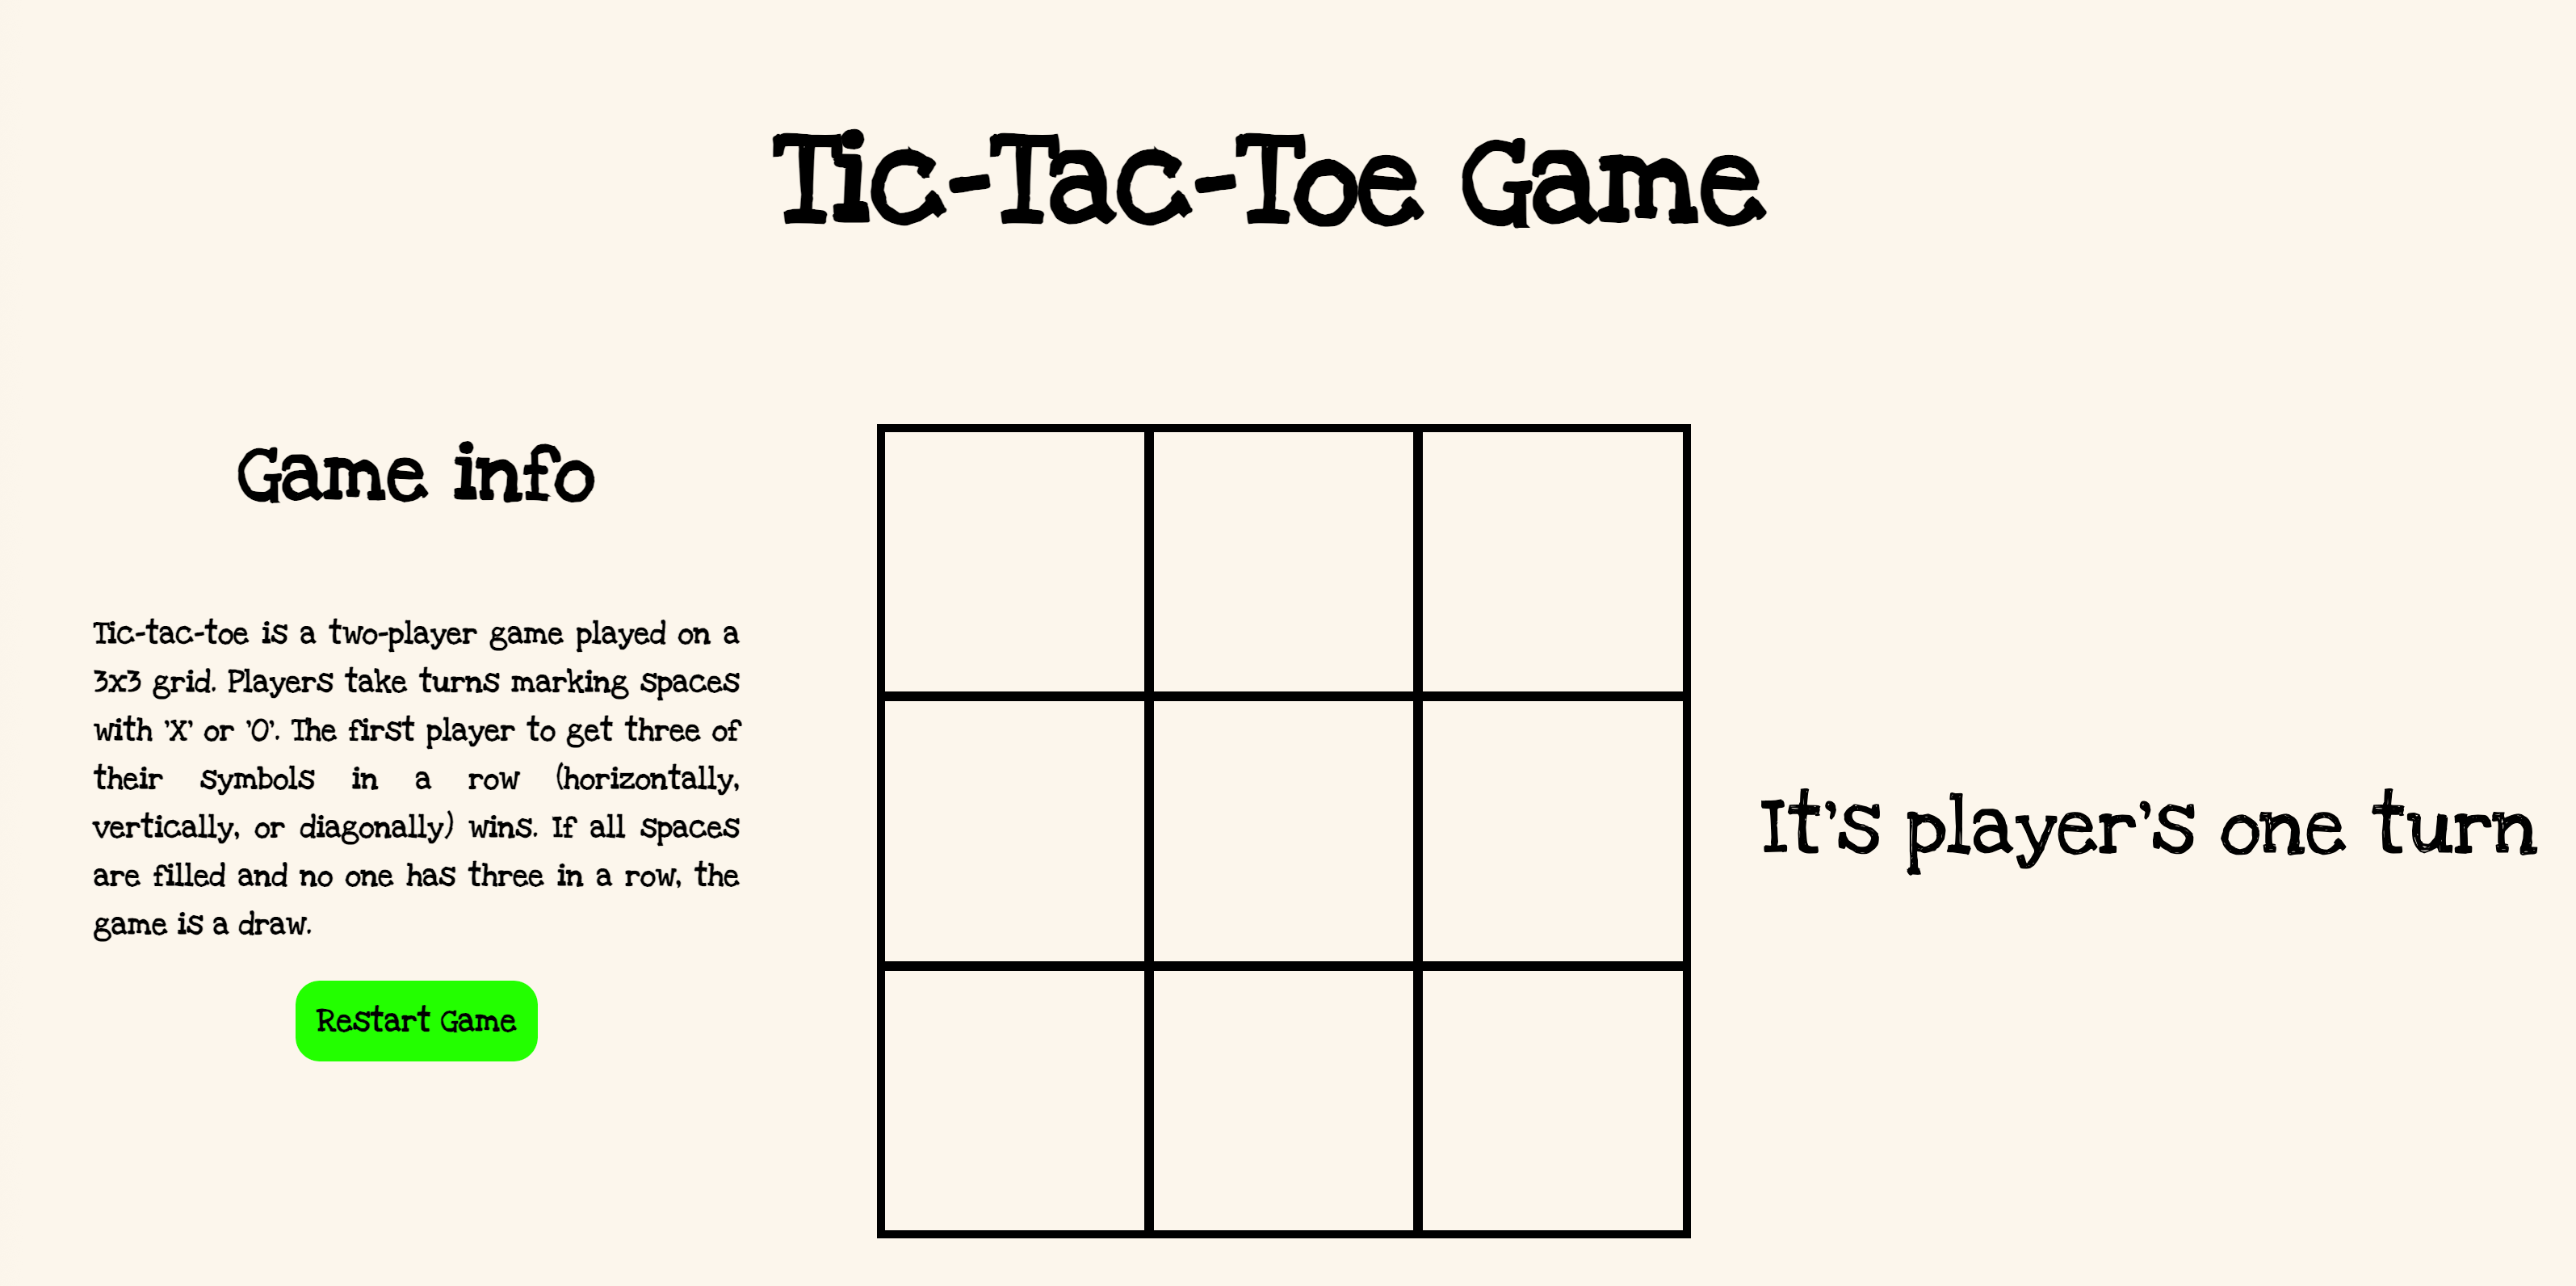 Tic-Tac-Toe Game
Game info
Tic-tac-toe is a two-player game played on a
3x3 grid. Players take turns marking spaces
with 'X' or 'O'. The first player to get three of
their symbols in a row (horizontally,
vertically, or diagonally) wins. If all spaces
are filled and no one has three in a row, the
game is a draw.
Restart Game
It's player's one turn